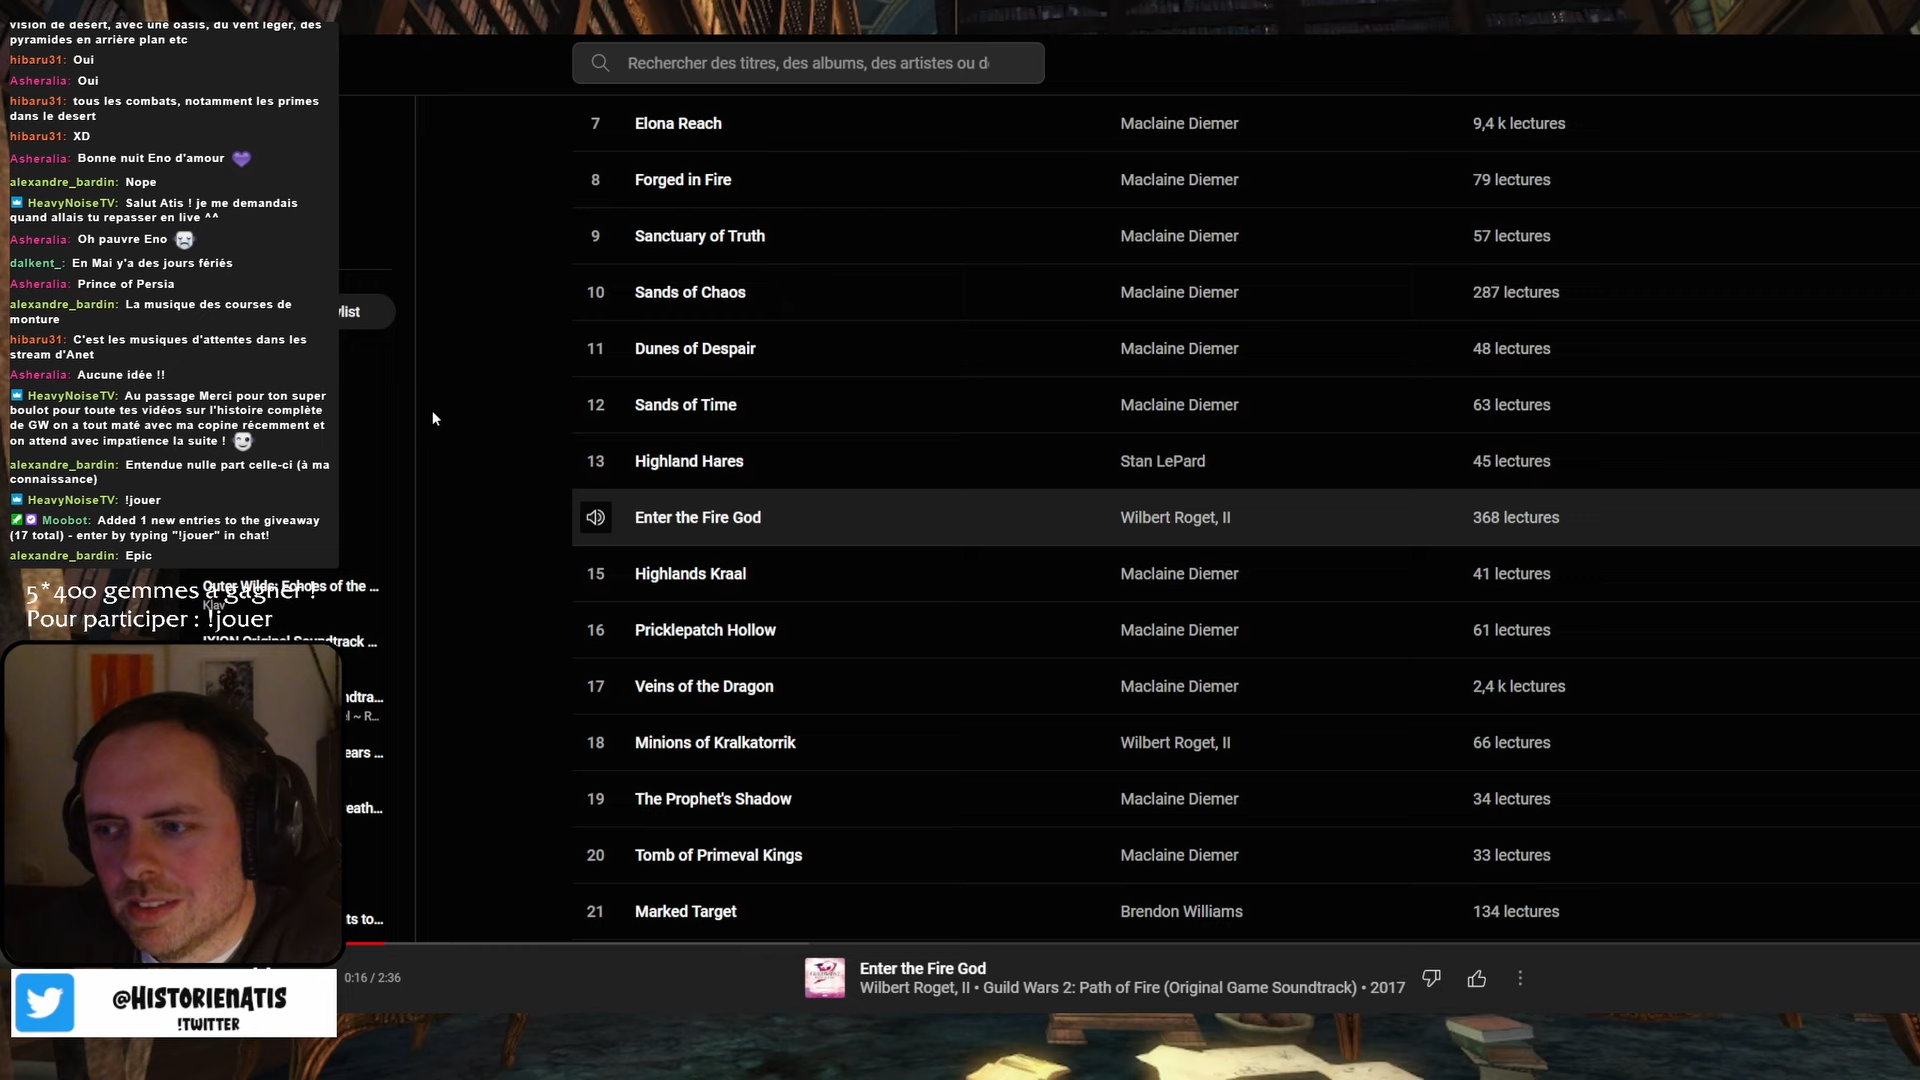 vision de desert, avec une oasis, du vent leger, des
pyramides en arrière plan etc
hibaru31: Oui
Asheralia: Oui
hibaru31: tous les combats, notamment les primes
dans le desert
hibaru31: XD
Asheralia: Bonne nuit Eno d'amour
alexandre_bardin: Nope
HeavyNoiseTV: Salut Atis ! je me demandais
quand allais tu repasser en live ^^
Asheralia: Oh pauvre Eno
dalkent_: En Mai y'a des jours fériés
Asheralia: Prince of Persia
alexandre_bardin: La musique des courses de
monture
hibaru31: C'est les musiques d'attentes dans les
stream d'Anet
Asheralia: Aucune idée !!
HeavyNoiseTV: Au passage Merci pour ton super
boulot pour toute tes vidéos sur l'histoire complète
de GW on a tout maté avec ma copine récemment et
on attend avec impatience la suite !
alexandre_bardin: Entendue nulle part celle-ci (à ma
connaissance)
HeavyNoiseTV: !jouer
Moobot: Added 1 new entries to the giveaway
(17 total) - enter by typing "!jouer" in chat!
alexandre_bardin: Epic
5*400 gemmes à gagner !
Pour participer : !jouer
ylist
Outer Wilds: Echoes of the ...
Klav
IXION Original Soundtrack ...
ndtra...
l ~ R...
ears ...
eath...
ts to...
@HistorienAtis
!Twitter
Rechercher des titres, des albums, des artistes ou d
7 Elona Reach Maclaine Diemer 9,4 k lectures
8 Forged in Fire Maclaine Diemer 79 lectures
9 Sanctuary of Truth Maclaine Diemer 57 lectures
10 Sands of Chaos Maclaine Diemer 287 lectures
11 Dunes of Despair Maclaine Diemer 48 lectures
12 Sands of Time Maclaine Diemer 63 lectures
13 Highland Hares Stan LePard 45 lectures
Enter the Fire God Wilbert Roget, II 368 lectures
15 Highlands Kraal Maclaine Diemer 41 lectures
16 Pricklepatch Hollow Maclaine Diemer 61 lectures
17 Veins of the Dragon Maclaine Diemer 2,4 k lectures
18 Minions of Kralkatorrik Wilbert Roget, II 66 lectures
19 The Prophet's Shadow Maclaine Diemer 34 lectures
20 Tomb of Primeval Kings Maclaine Diemer 33 lectures
21 Marked Target Brendon Williams 134 lectures
0:16 / 2:36
Enter the Fire God
Wilbert Roget, II • Guild Wars 2: Path of Fire (Original Game Soundtrack) • 2017